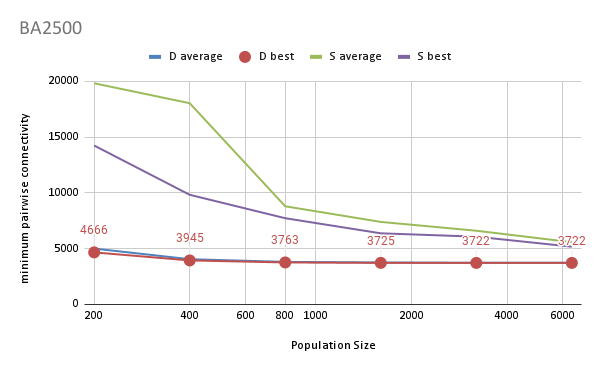 BA2500
D average D best S average S best
minimum pairwise connectivity
20000
15000
10000
5000
0
4666 3945 3763 3725 3722 3722
200 400 600 800 1000 2000 4000 6000
Population Size